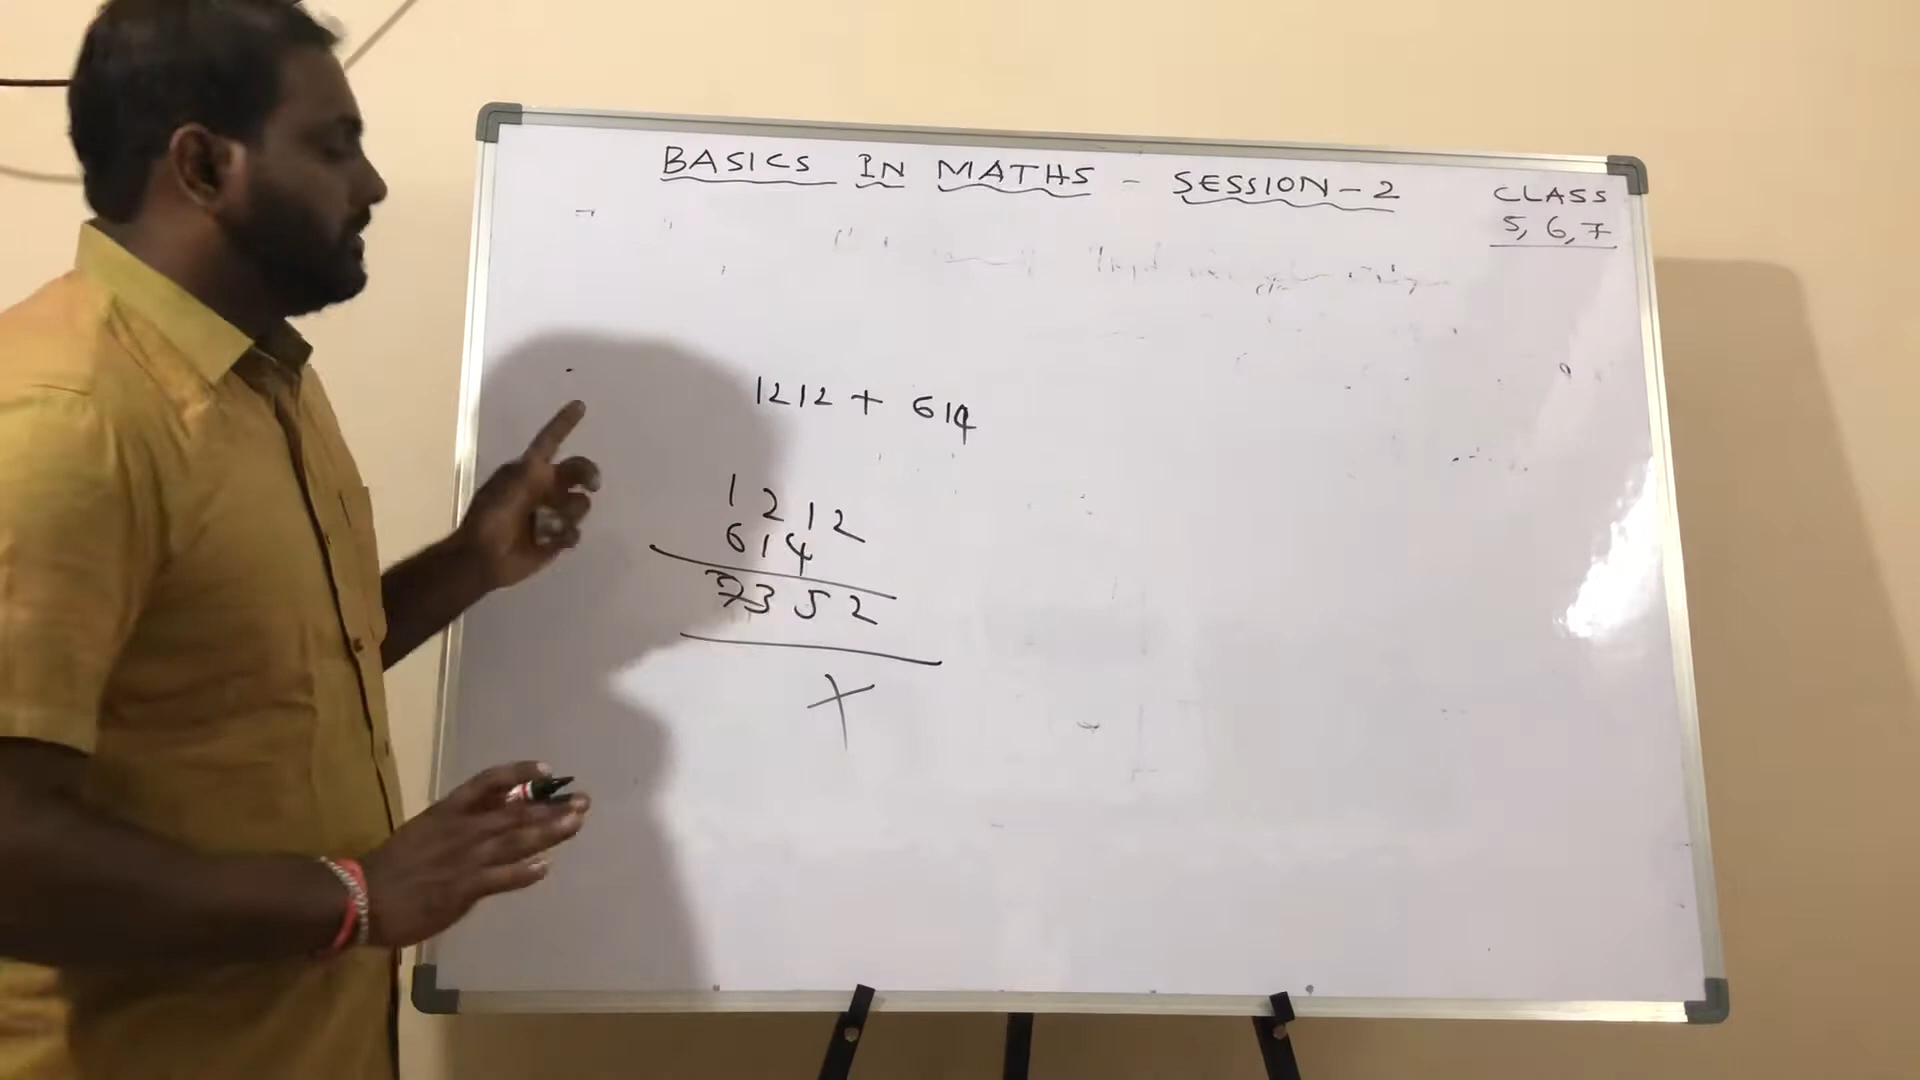 BASICS IN MATHS - SESSION-2
CLASS
5, 6, 7
1212 + 614
1212
614
7352
X